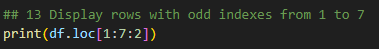 ## 13 Display rows with odd indexes from 1 to 7
print(df.loc[1:7:2])